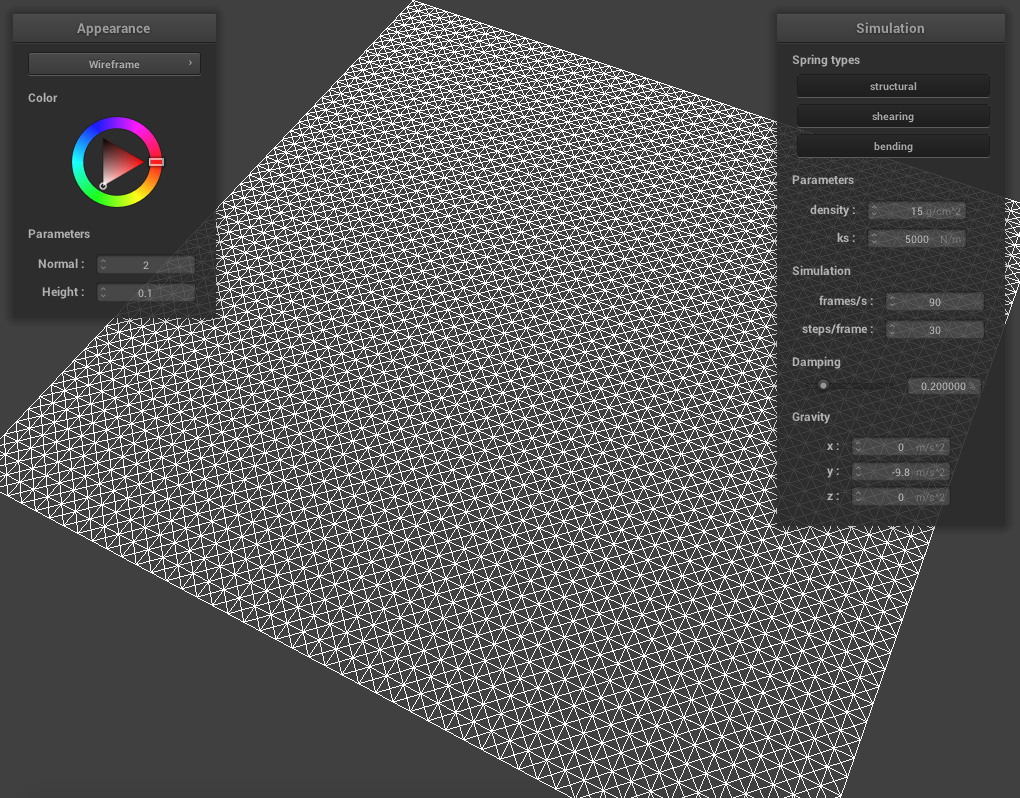 Appearance
Wireframe
Color
Parameters
Normal : 2
Height : 0.1
Simulation
Spring types
structural
shearing
bending
Parameters
density : 15 g/cm^2
ks : 5000 N/m
Simulation
frames/s : 90
steps/frame : 30
Damping
0.200000 %
Gravity
x : 0 m/s^2
y : -9.8 m/s^2
z : 0 m/s^2